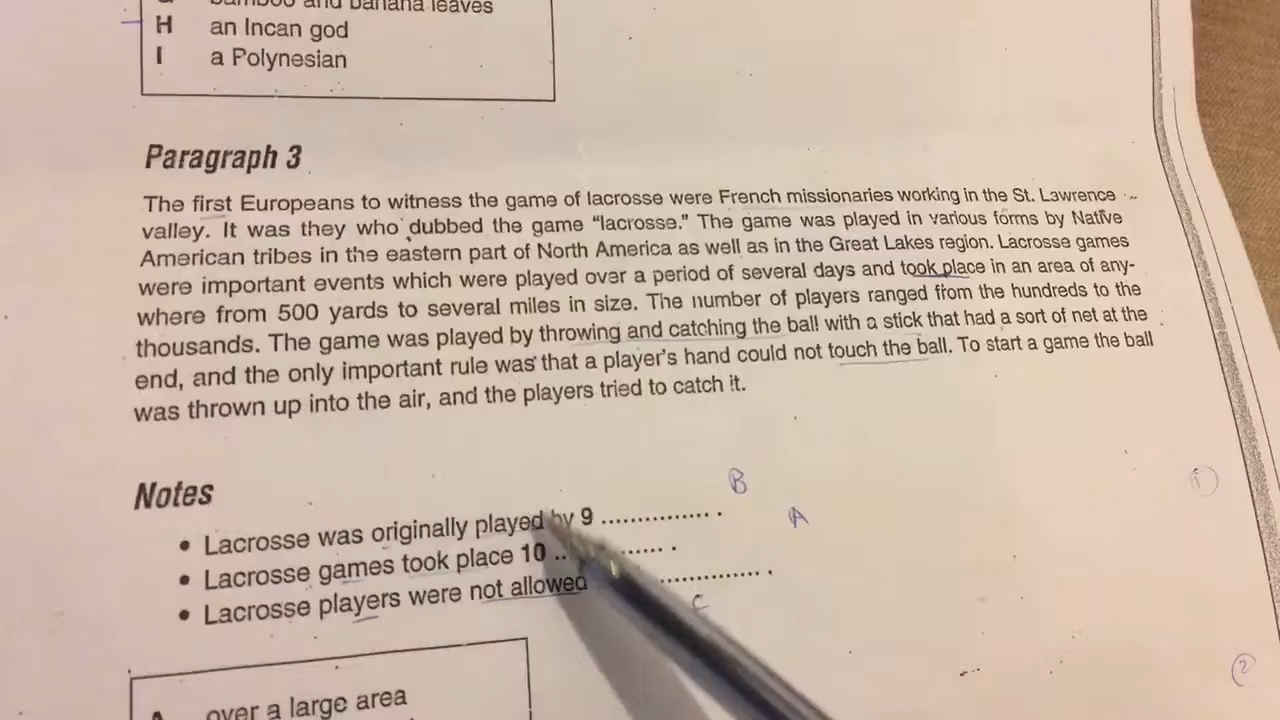 bamboo and banana leaves
H an Incan god
I a Polynesian
Paragraph 3
The first Europeans to witness the game of lacrosse were French missionaries working in the St. Lawrence
valley. It was they who dubbed the game “lacrosse.” The game was played in various forms by Native
American tribes in the eastern part of North America as well as in the Great Lakes region. Lacrosse games
were important events which were played over a period of several days and took place in an area of any-
where from 500 yards to several miles in size. The number of players ranged from the hundreds to the
thousands. The game was played by throwing and catching the ball with a stick that had a sort of net at the
end, and the only important rule was that a player's hand could not touch the ball. To start a game the ball
was thrown up into the air, and the players tried to catch it.
Notes
B
• Lacrosse was originally played by 9 ............... .
A
• Lacrosse games took place 10 .. ...... .
• Lacrosse players were not allowed .............. .
C
A over a large area
1
2